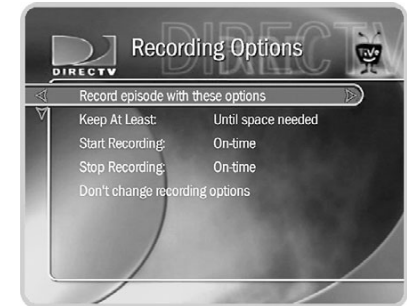 DIRECTV
Recording Options
TiVo
Record episode with these options
Keep At Least: Until space needed
Start Recording: On-time
Stop Recording: On-time
Don't change recording options